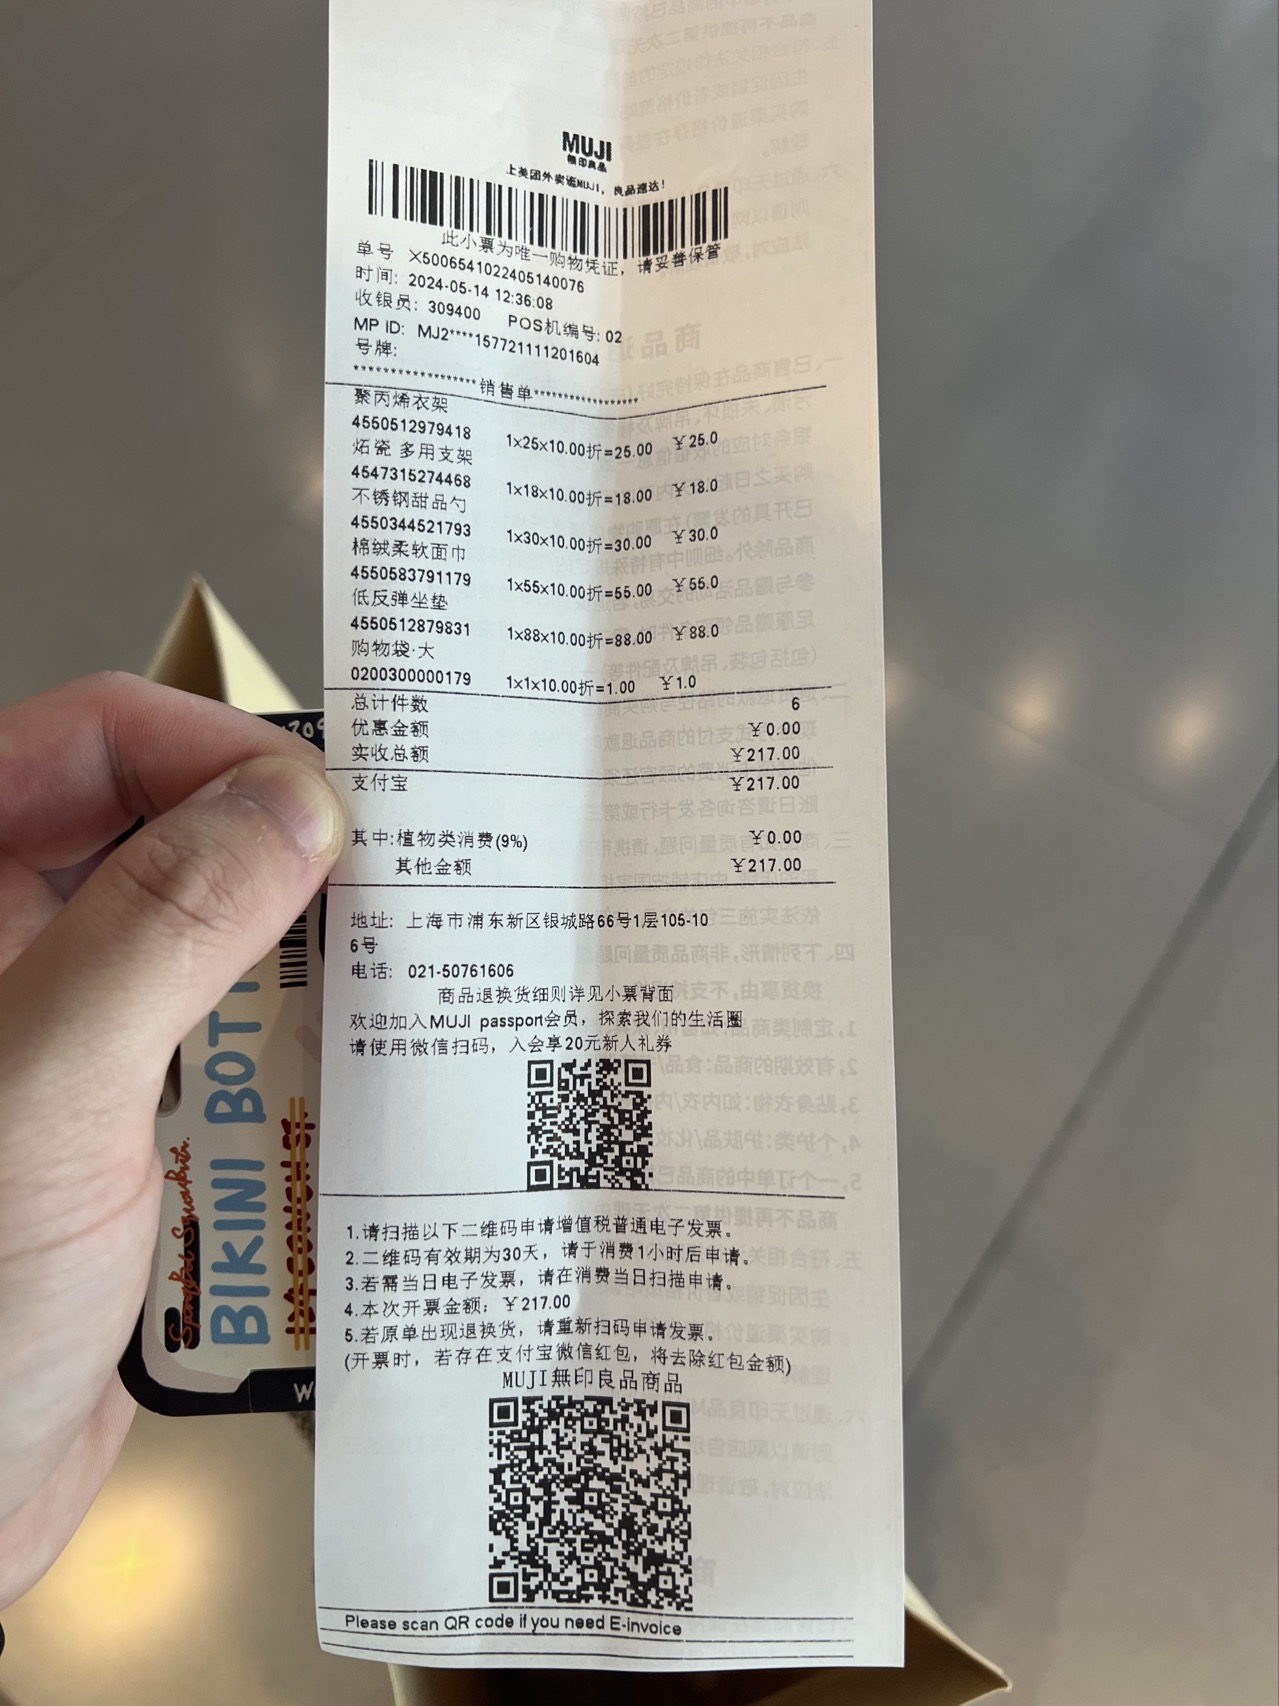 MUJI
無印良品
上美团外卖逛MUJI，良品速达！
此小票为唯一购物凭证，请妥善保管
单号 X5006541022405140076
时间: 2024-05-14 12:36:08
收银员: 309400 POS机编号: 02
MP ID: MJ2****157721111201604
号牌:
******************销售单******************
聚丙烯衣架
4550512979418 1x25x10.00折=25.00 ￥25.0
炻瓷 多用支架
4547315274468 1x18x10.00折=18.00 ￥18.0
不锈钢甜品勺
4550344521793 1x30x10.00折=30.00 ￥30.0
棉绒柔软面巾
4550583791179 1x55x10.00折=55.00 ￥55.0
低反弹坐垫
4550512879831 1x88x10.00折=88.00 ￥88.0
购物袋·大
0200300000179 1x1x10.00折=1.00 ￥1.0
总计件数 6
优惠金额 ￥0.00
实收总额 ￥217.00
支付宝 ￥217.00
其中:植物类消费(9%) ￥0.00
其他金额 ￥217.00
地址: 上海市浦东新区银城路66号1层105-10
6号
电话: 021-50761606
商品退换货细则详见小票背面
欢迎加入MUJI passport会员，探索我们的生活圈
请使用微信扫码，入会享20元新人礼券
1.请扫描以下二维码申请增值税普通电子发票。
2.二维码有效期为30天，请于消费1小时后申请。
3.若需当日电子发票，请在消费当日扫描申请。
4.本次开票金额: ￥217.00
5.若原单出现退换货，请重新扫码申请发票。
(开票时，若存在支付宝微信红包，将去除红包金额)
MUJI無印良品商品
Please scan QR code if you need E-invoice
BIKINI BOT